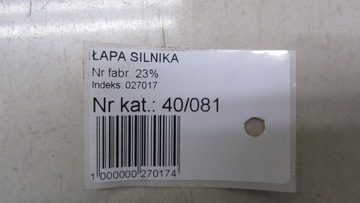 ŁAPA SILNIKA
Nr fabr. 23%
Indeks: 027017
Nr kat.: 40/081
1 000000 270174